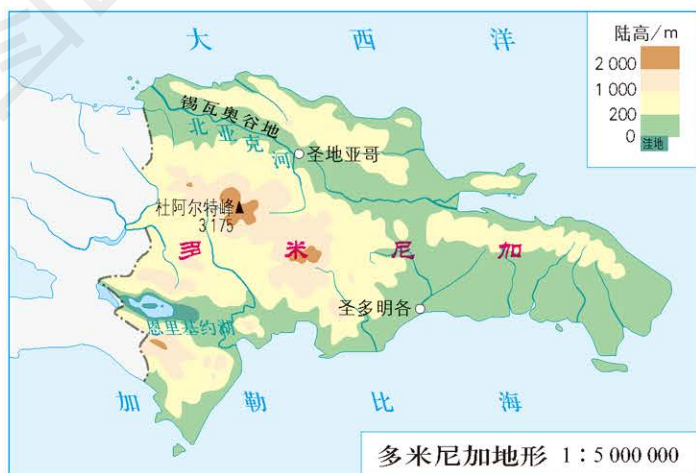 大西洋
陆高/m
2 000
1 000
200
0
洼地
锡瓦奥谷地
北亚克河
圣地亚哥
杜阿尔特峰
3 175
多米尼加
圣多明各
恩里基约湖
加勒比海
多米尼加地形 1:5 000 000